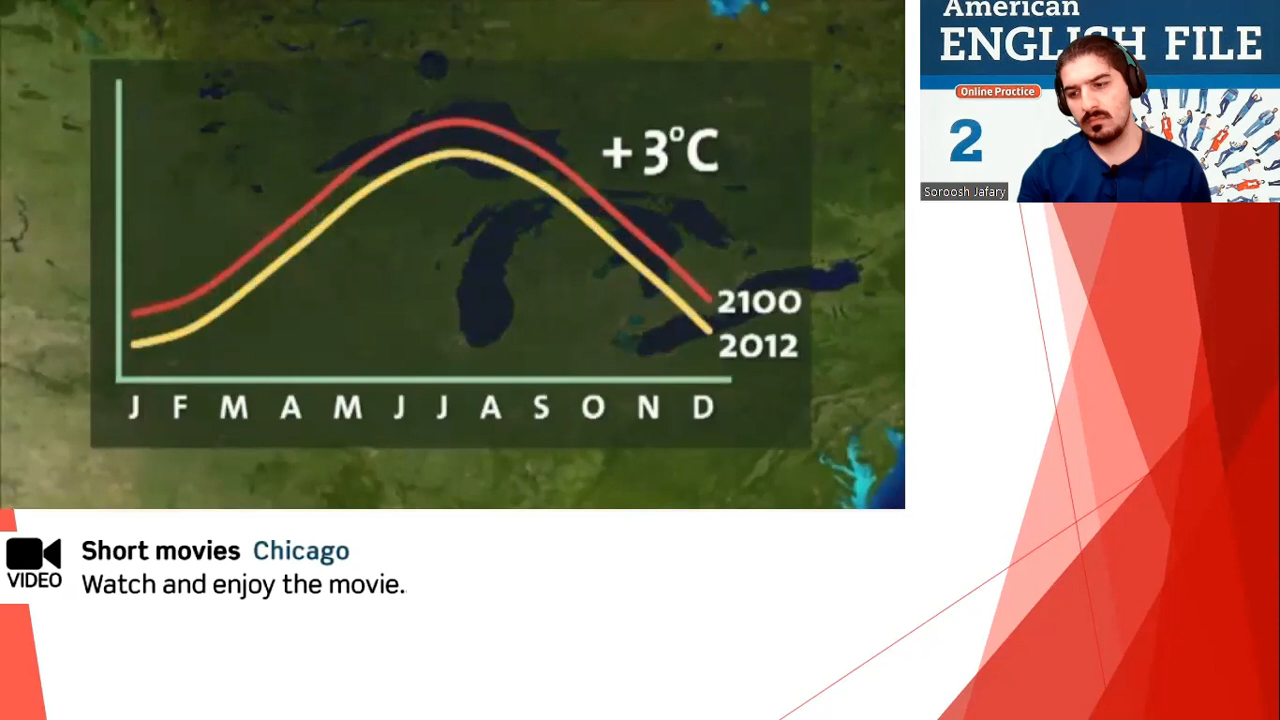 +3°C
2100
2012
J F M A M J J A S O N D
American
ENGLISH FILE
Online Practice
2
Soroosh Jafary
VIDEO
Short movies Chicago
Watch and enjoy the movie.